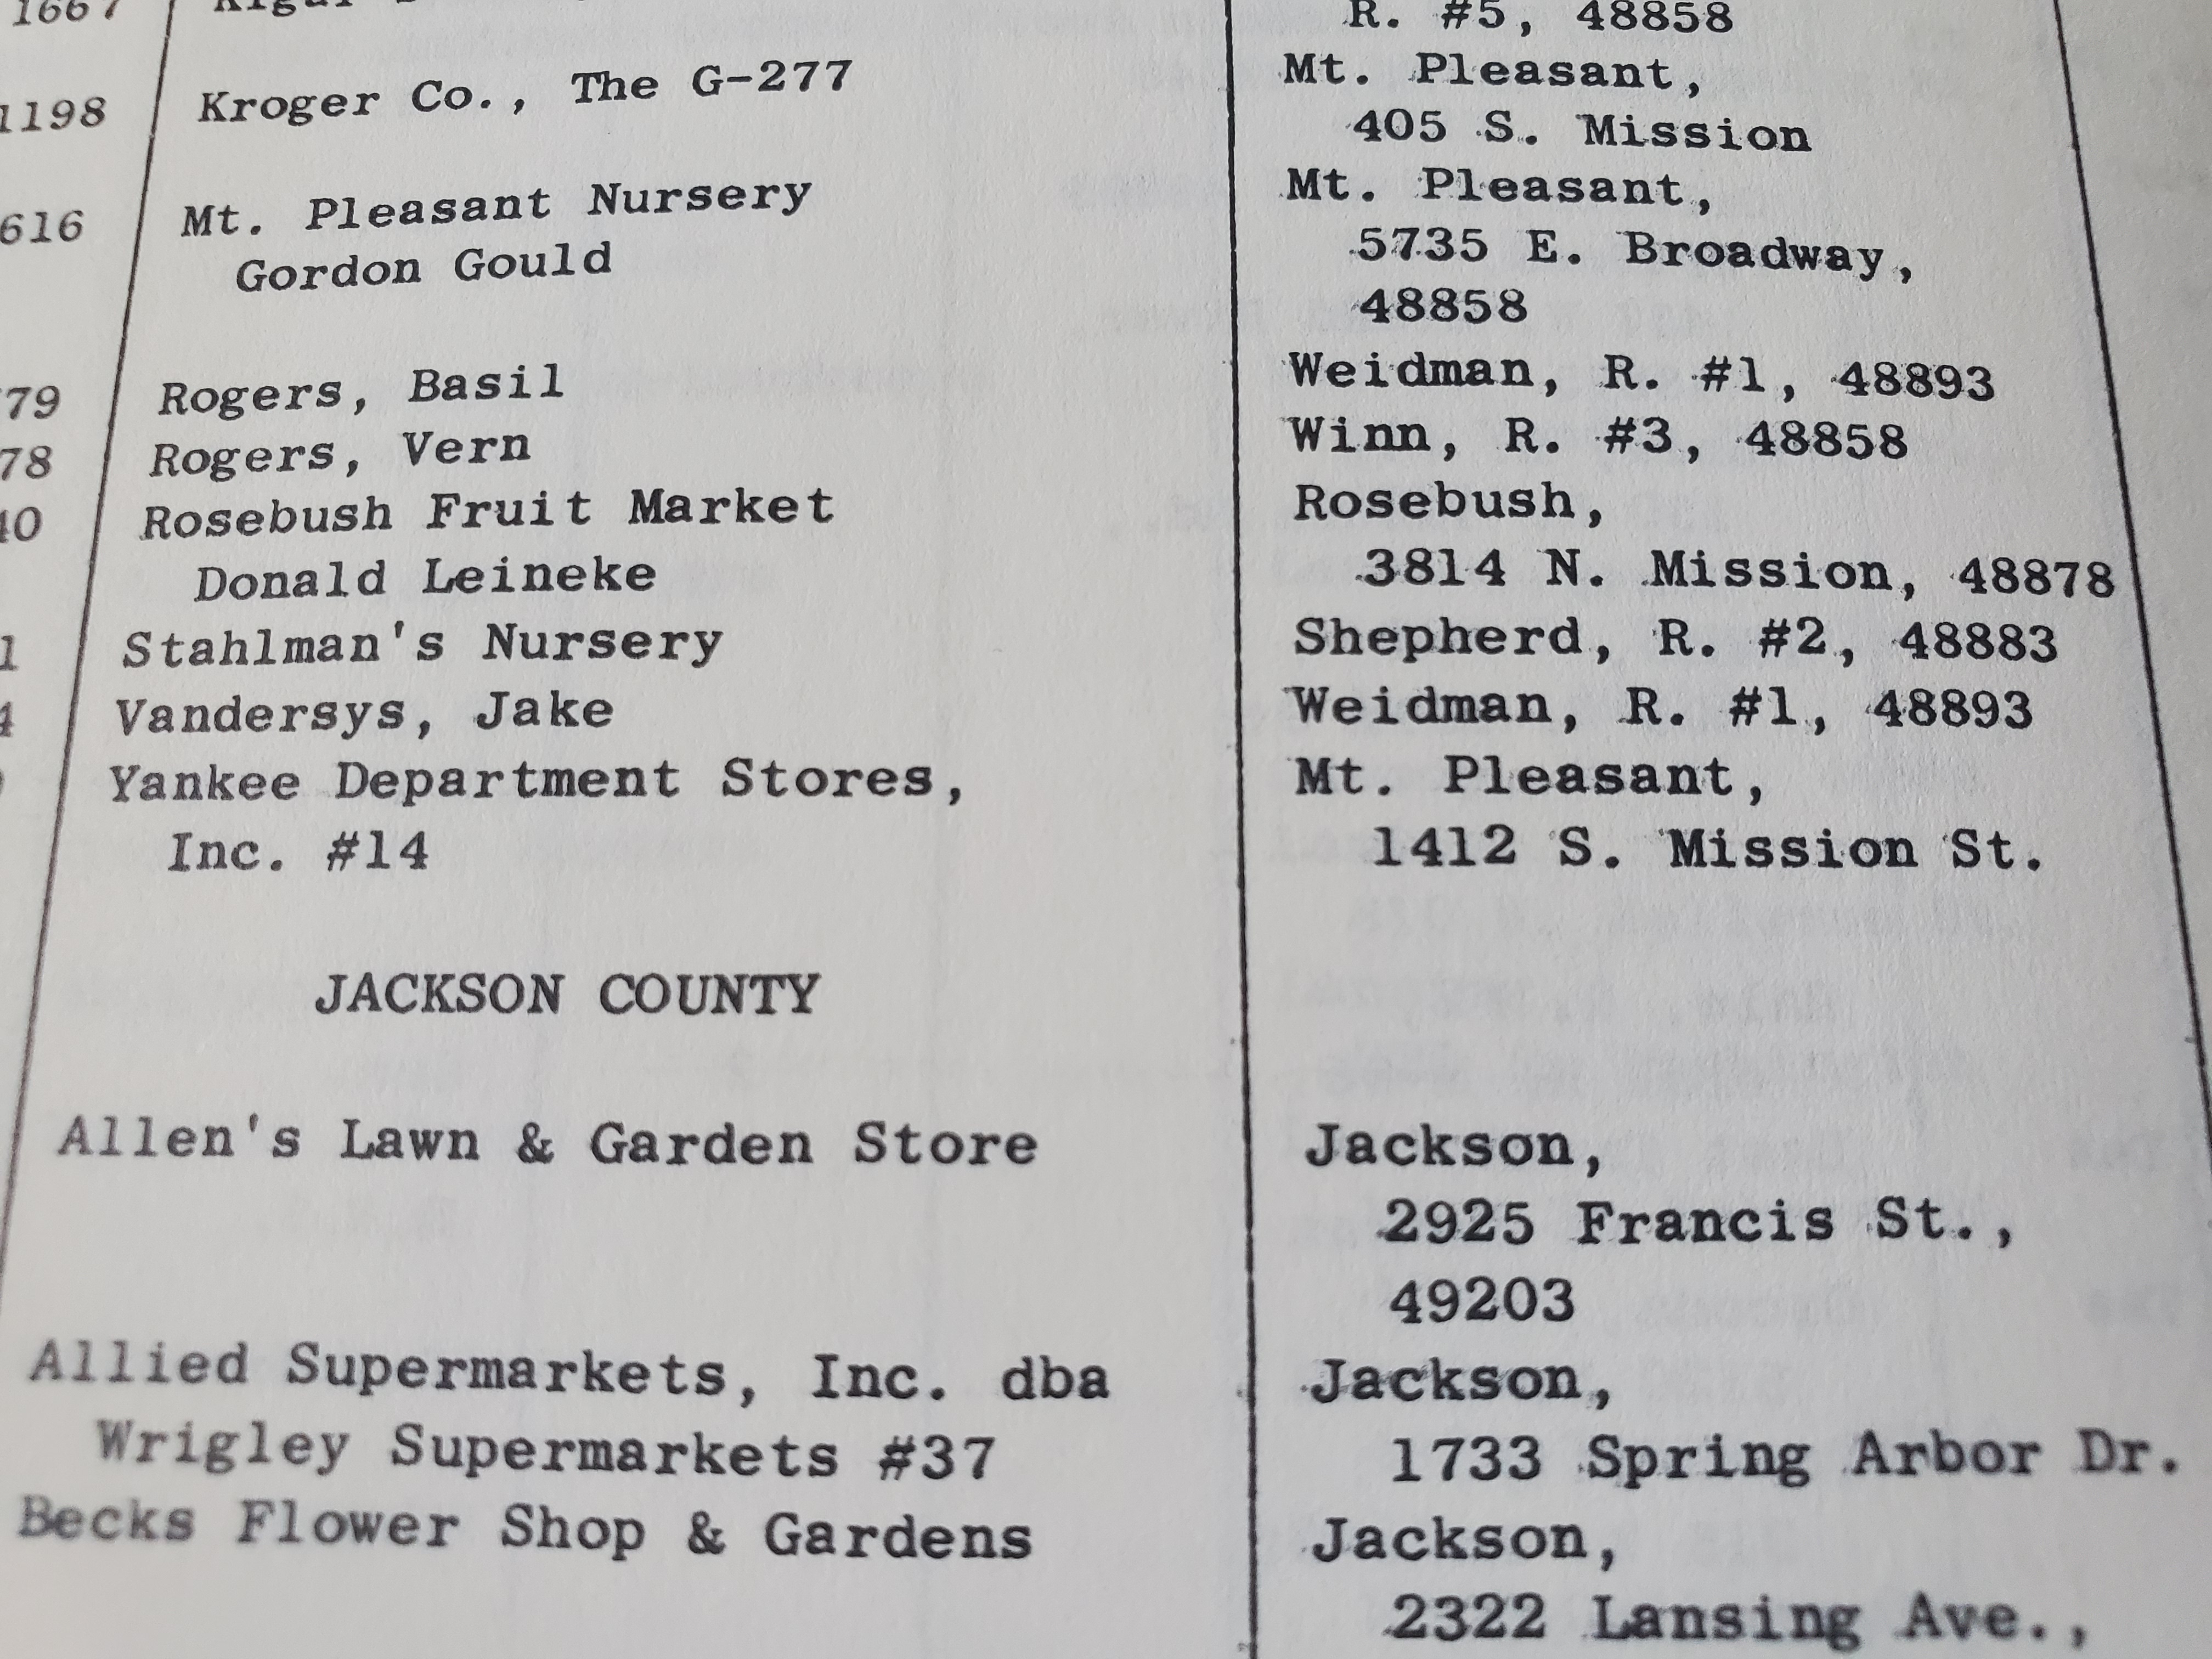 1667
R. #5, 48858
1198 Kroger Co., The G-277 Mt. Pleasant,
405 S. Mission
616 Mt. Pleasant Nursery Mt. Pleasant,
Gordon Gould 5735 E. Broadway,
48858
79 Rogers, Basil Weidman, R. #1, 48893
78 Rogers, Vern Winn, R. #3, 48858
40 Rosebush Fruit Market Rosebush,
Donald Leineke 3814 N. Mission, 48878
1 Stahlman's Nursery Shepherd, R. #2, 48883
4 Vandersys, Jake Weidman, R. #1, 48893
Yankee Department Stores, Mt. Pleasant,
Inc. #14 1412 S. Mission St.
JACKSON COUNTY
Allen's Lawn & Garden Store Jackson,
2925 Francis St.,
49203
Allied Supermarkets, Inc. dba Jackson,
Wrigley Supermarkets #37 1733 Spring Arbor Dr.
Becks Flower Shop & Gardens Jackson,
2322 Lansing Ave.,